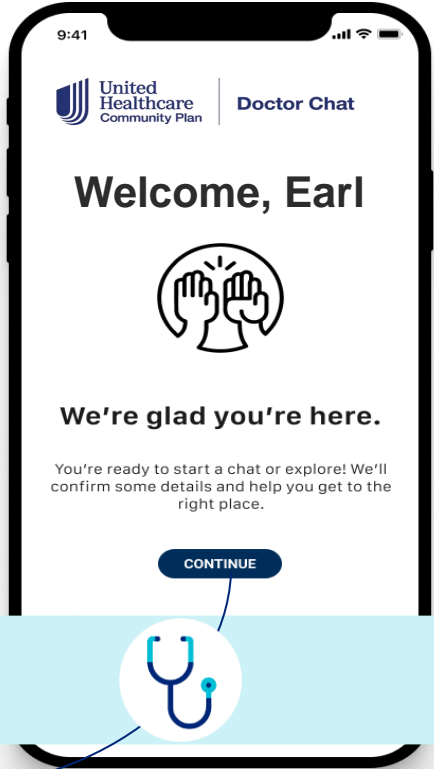 9:41
United
Healthcare
Community Plan
Doctor Chat
Welcome, Earl
We're glad you're here.
You're ready to start a chat or explore! We'll
confirm some details and help you get to the
right place.
CONTINUE